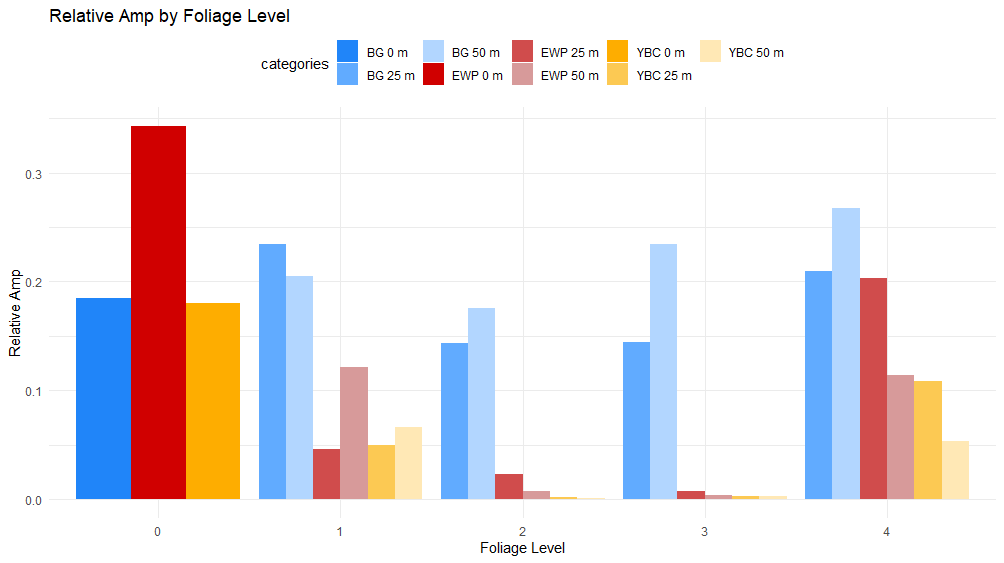 Relative Amp by Foliage Level
categories
BG 0 m
BG 50 m
EWP 25 m
YBC 0 m
YBC 50 m
BG 25 m
EWP 0 m
EWP 50 m
YBC 25 m
Relative Amp
0.3
0.2
0.1
0.0
0
1
2
3
4
Foliage Level